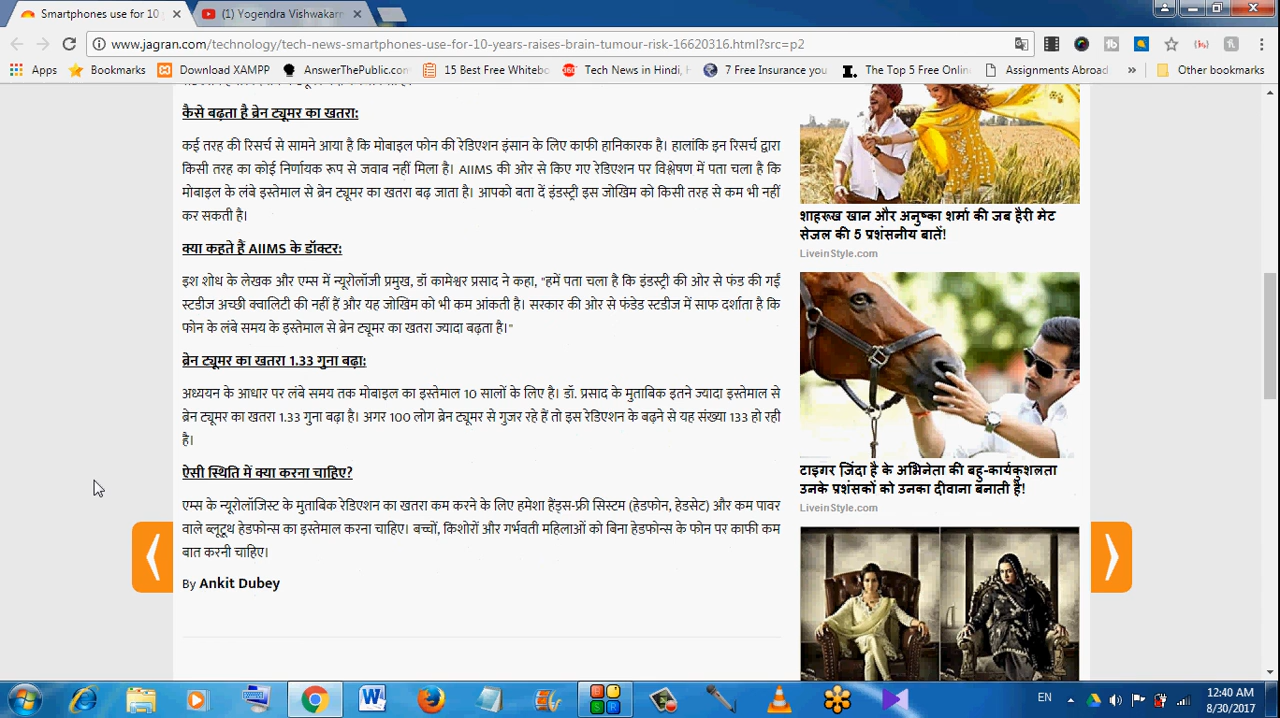 Smartphones use for 10
(1) Yogendra Vishwakarm
www.jagran.com/technology/tech-news-smartphones-use-for-10-years-raises-brain-tumour-risk-16620316.html?src=p2
Apps
Bookmarks
Download XAMPP
AnswerThePublic.com
15 Best Free Whitebo
Tech News in Hindi, H
7 Free Insurance you
The Top 5 Free Onlin
Assignments Abroad
»
Other bookmarks
कैसे बढ़ता है ब्रेन ट्यूमर का खतरा:
कई तरह की रिसर्च से सामने आया है कि मोबाइल फोन की रेडिएशन इंसान के लिए काफी हानिकारक है। हालांकि इन रिसर्च द्वारा
किसी तरह का कोई निर्णायक रूप से जवाब नहीं मिला है। AIIMS की ओर से किए गए रेडिएशन पर विश्लेषण में पता चला है कि
मोबाइल के लंबे इस्तेमाल से ब्रेन ट्यूमर का खतरा बढ़ जाता है। आपको बता दें इंडस्ट्री इस जोखिम को किसी तरह से कम भी नहीं
कर सकती है।
क्या कहते हैं AIIMS के डॉक्टर:
इश शोध के लेखक और एम्स में न्यूरोलॉजी प्रमुख, डॉ कामेश्वर प्रसाद ने कहा, "हमें पता चला है कि इंडस्ट्री की ओर से फंड की गईं
स्टडीज अच्छी क्वालिटी की नहीं हैं और यह जोखिम को भी कम आंकती है। सरकार की ओर से फंडेड स्टडीज में साफ दर्शाता है कि
फोन के लंबे समय के इस्तेमाल से ब्रेन ट्यूमर का खतरा ज्यादा बढ़ता है।"
ब्रेन ट्यूमर का खतरा 1.33 गुना बढ़ा:
अध्ययन के आधार पर लंबे समय तक मोबाइल का इस्तेमाल 10 सालों के लिए है। डॉ. प्रसाद के मुताबिक इतने ज्यादा इस्तेमाल से
ब्रेन ट्यूमर का खतरा 1.33 गुना बढ़ा है। अगर 100 लोग ब्रेन ट्यूमर से गुजर रहे हैं तो इस रेडिएशन के बढ़ने से यह संख्या 133 हो रही
है।
ऐसी स्थिति में क्या करना चाहिए?
एम्स के न्यूरोलॉजिस्ट के मुताबिक रेडिएशन का खतरा कम करने के लिए हमेशा हैंड्स-फ्री सिस्टम (हेडफोन, हेडसेट) और कम पावर
वाले ब्लूटूथ हेडफोन्स का इस्तेमाल करना चाहिए। बच्चों, किशोरों और गर्भवती महिलाओं को बिना हेडफोन्स के फोन पर काफी कम
बात करनी चाहिए।
By Ankit Dubey
शाहरूख खान और अनुष्का शर्मा की जब हैरी मेट
सेजल की 5 प्रशंसनीय बातें!
LiveinStyle.com
टाइगर ज़िंदा है के अभिनेता की बहु-कार्यकुशलता
उनके प्रशंसकों को उनका दीवाना बनाती है!
LiveinStyle.com
EN
12:40 AM
8/30/2017